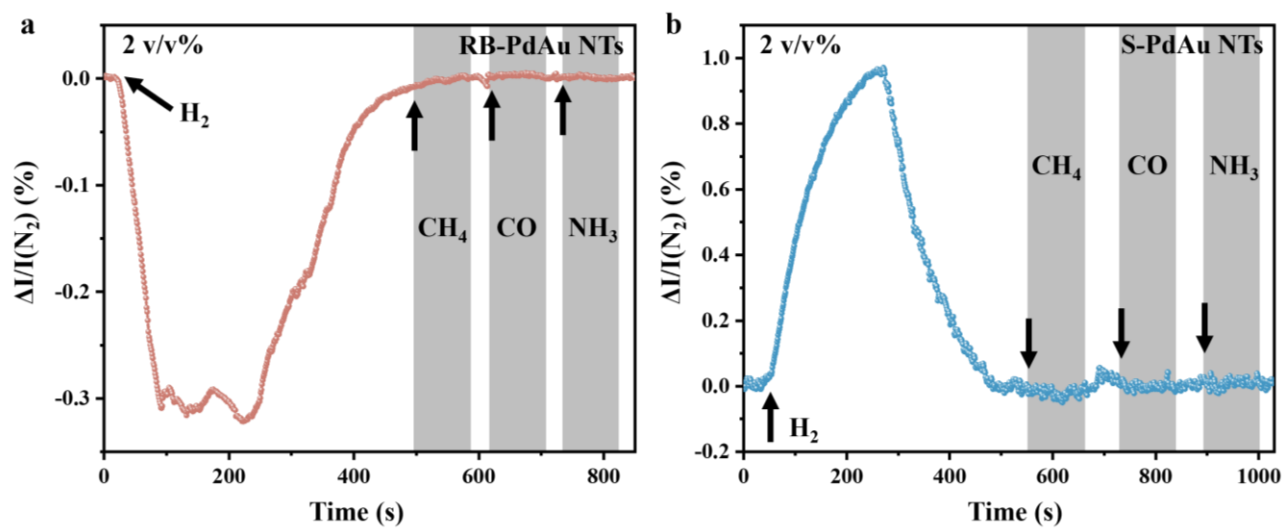 a
2 v/v%
RB-PdAu NTs
H₂
CH₄
CO
NH₃
0.0
-0.1
-0.2
-0.3
ΔI/I(N₂) (%)
0
200
400
600
800
Time (s)
b
2 v/v%
S-PdAu NTs
CH₄
CO
NH₃
H₂
1.0
0.8
0.6
0.4
0.2
0.0
-0.2
ΔI/I(N₂) (%)
0
200
400
600
800
1000
Time (s)